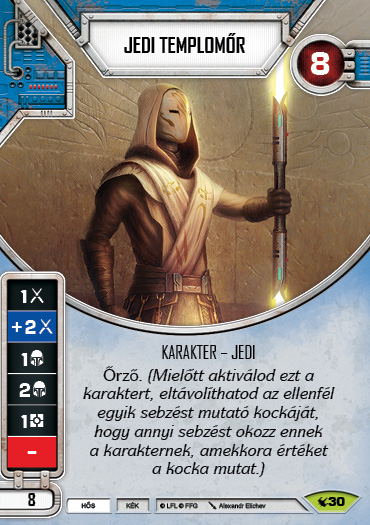 JEDI TEMPLOMŐR
8
1
+2
1
2
1
-
KARAKTER – JEDI
Őrző. (Mielőtt aktiválod ezt a
karaktert, eltávolíthatod az ellenfél
egyik sebzést mutató kockáját,
hogy annyi sebzést okozz ennek
a karakternek, amekkora értéket
a kocka mutat.)
8
HŐS
KÉK
© LFL © FFG
Alexandr Elichev
30